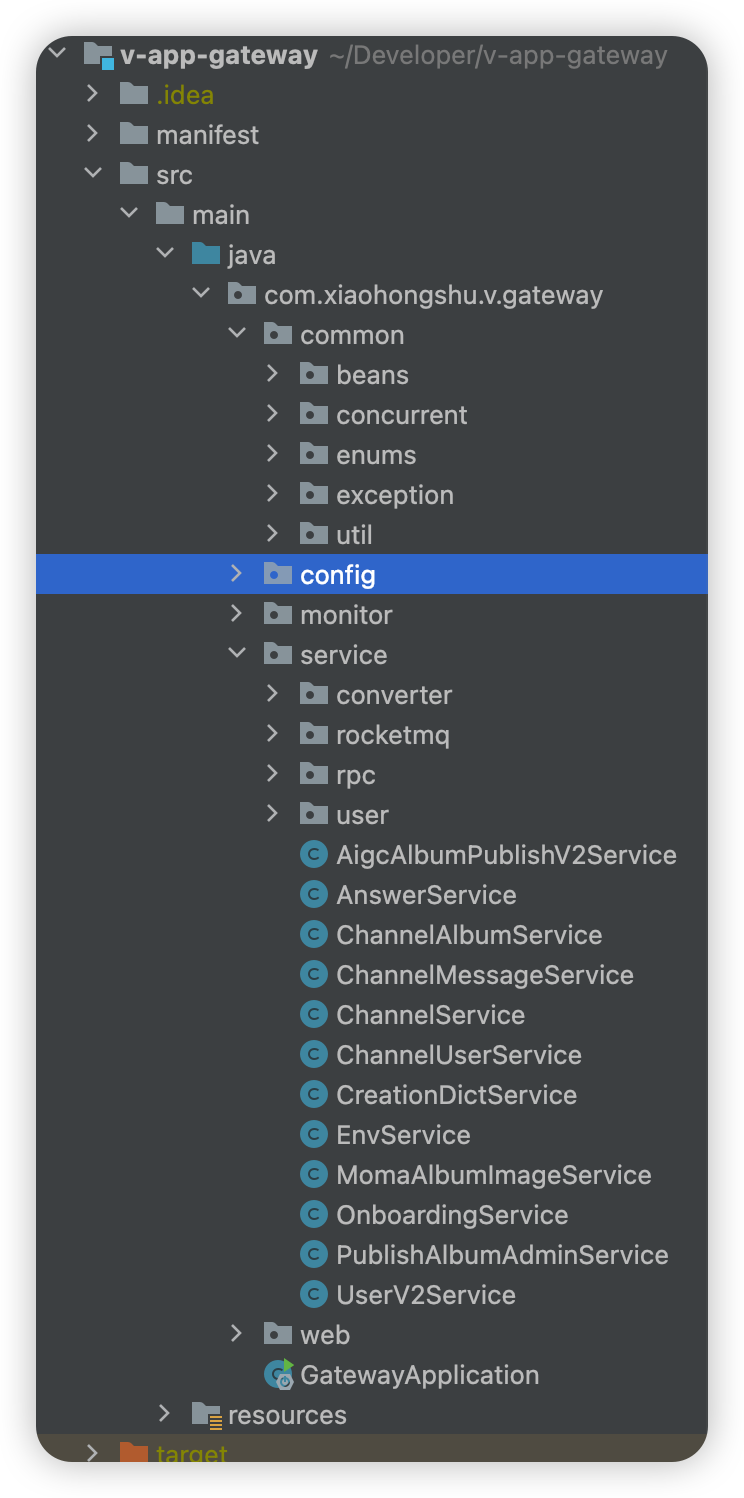 v-app-gateway ~/Developer/v-app-gateway
.idea
manifest
src
main
java
com.xiaohongshu.v.gateway
common
beans
concurrent
enums
exception
util
config
monitor
service
converter
rocketmq
rpc
user
AigcAlbumPublishV2Service
AnswerService
ChannelAlbumService
ChannelMessageService
ChannelService
ChannelUserService
CreationDictService
EnvService
MomaAlbumImageService
OnboardingService
PublishAlbumAdminService
UserV2Service
web
GatewayApplication
resources
target